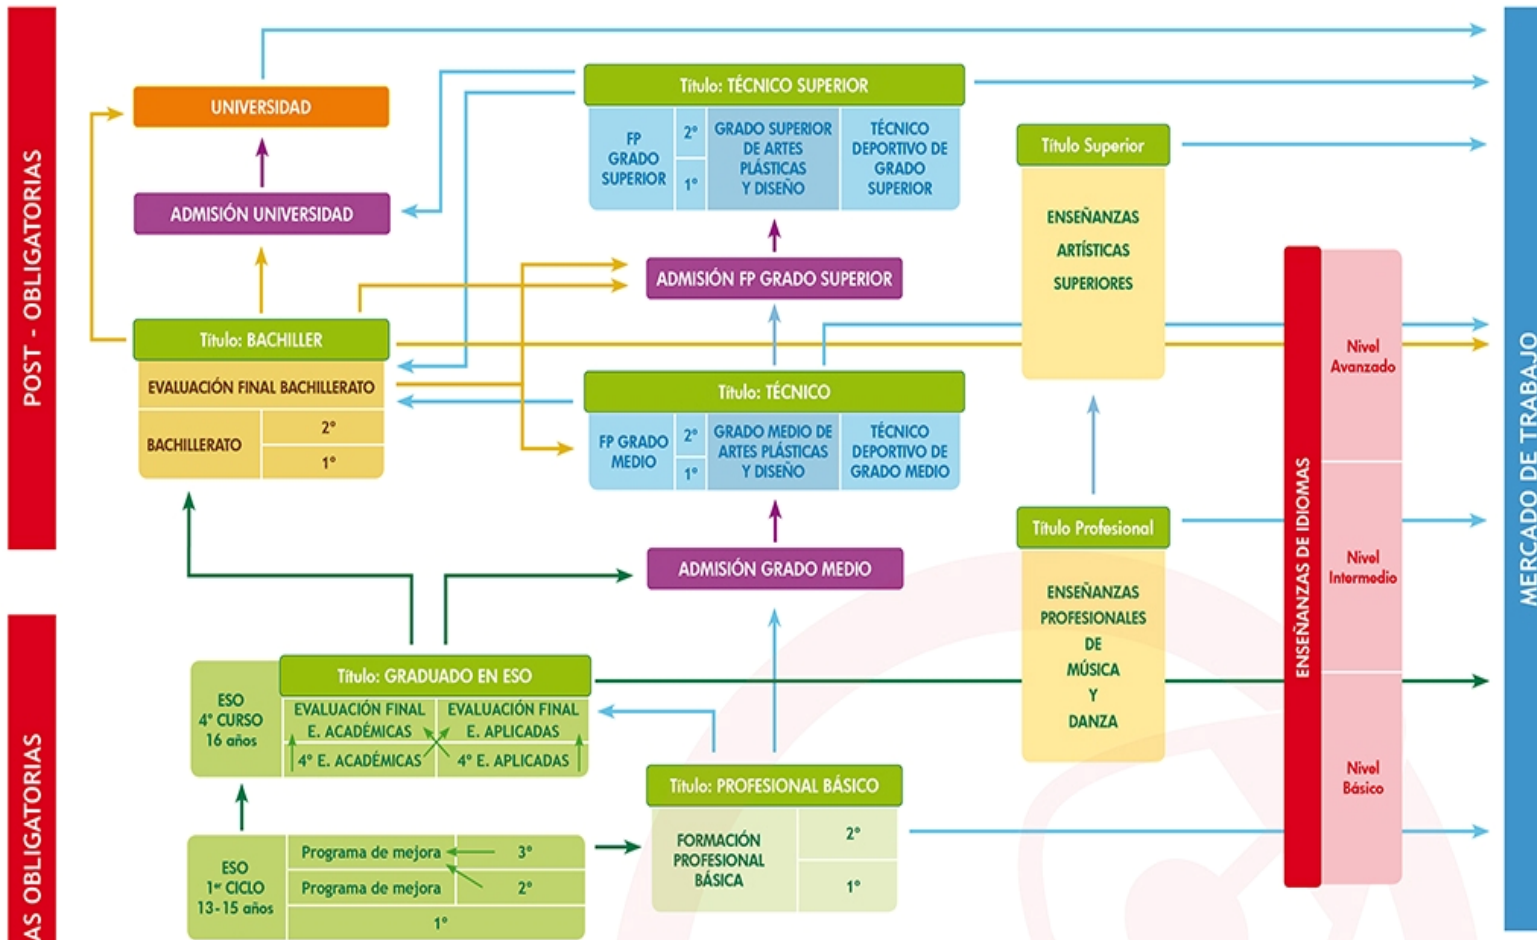 POST - OBLIGATORIAS
UNIVERSIDAD
ADMISIÓN UNIVERSIDAD
Título: BACHILLER
EVALUACIÓN FINAL BACHILLERATO
BACHILLERATO
2º
1º
Título: TÉCNICO SUPERIOR
FP
GRADO
SUPERIOR
2º
1º
GRADO SUPERIOR
DE ARTES
PLÁSTICAS
Y DISEÑO
TÉCNICO
DEPORTIVO DE
GRADO
SUPERIOR
ADMISIÓN FP GRADO SUPERIOR
Título: TÉCNICO
FP GRADO
MEDIO
2º
1º
GRADO MEDIO DE
ARTES PLÁSTICAS
Y DISEÑO
TÉCNICO
DEPORTIVO DE
GRADO MEDIO
ADMISIÓN GRADO MEDIO
Título Superior
ENSEÑANZAS
ARTÍSTICAS
SUPERIORES
Título Profesional
ENSEÑANZAS
PROFESIONALES
DE
MÚSICA
Y
DANZA
ENSEÑANZAS DE IDIOMAS
Nivel
Avanzado
Nivel
Intermedio
Nivel
Básico
MERCADO DE TRABAJO
AS OBLIGATORIAS
ESO
4º CURSO
16 años
Título: GRADUADO EN ESO
EVALUACIÓN FINAL
E. ACADÉMICAS
EVALUACIÓN FINAL
E. APLICADAS
4º E. ACADÉMICAS
4º E. APLICADAS
ESO
1er CICLO
13-15 años
Programa de mejora
3º
Programa de mejora
2º
1º
Título: PROFESIONAL BÁSICO
FORMACIÓN
PROFESIONAL
BÁSICA
2º
1º